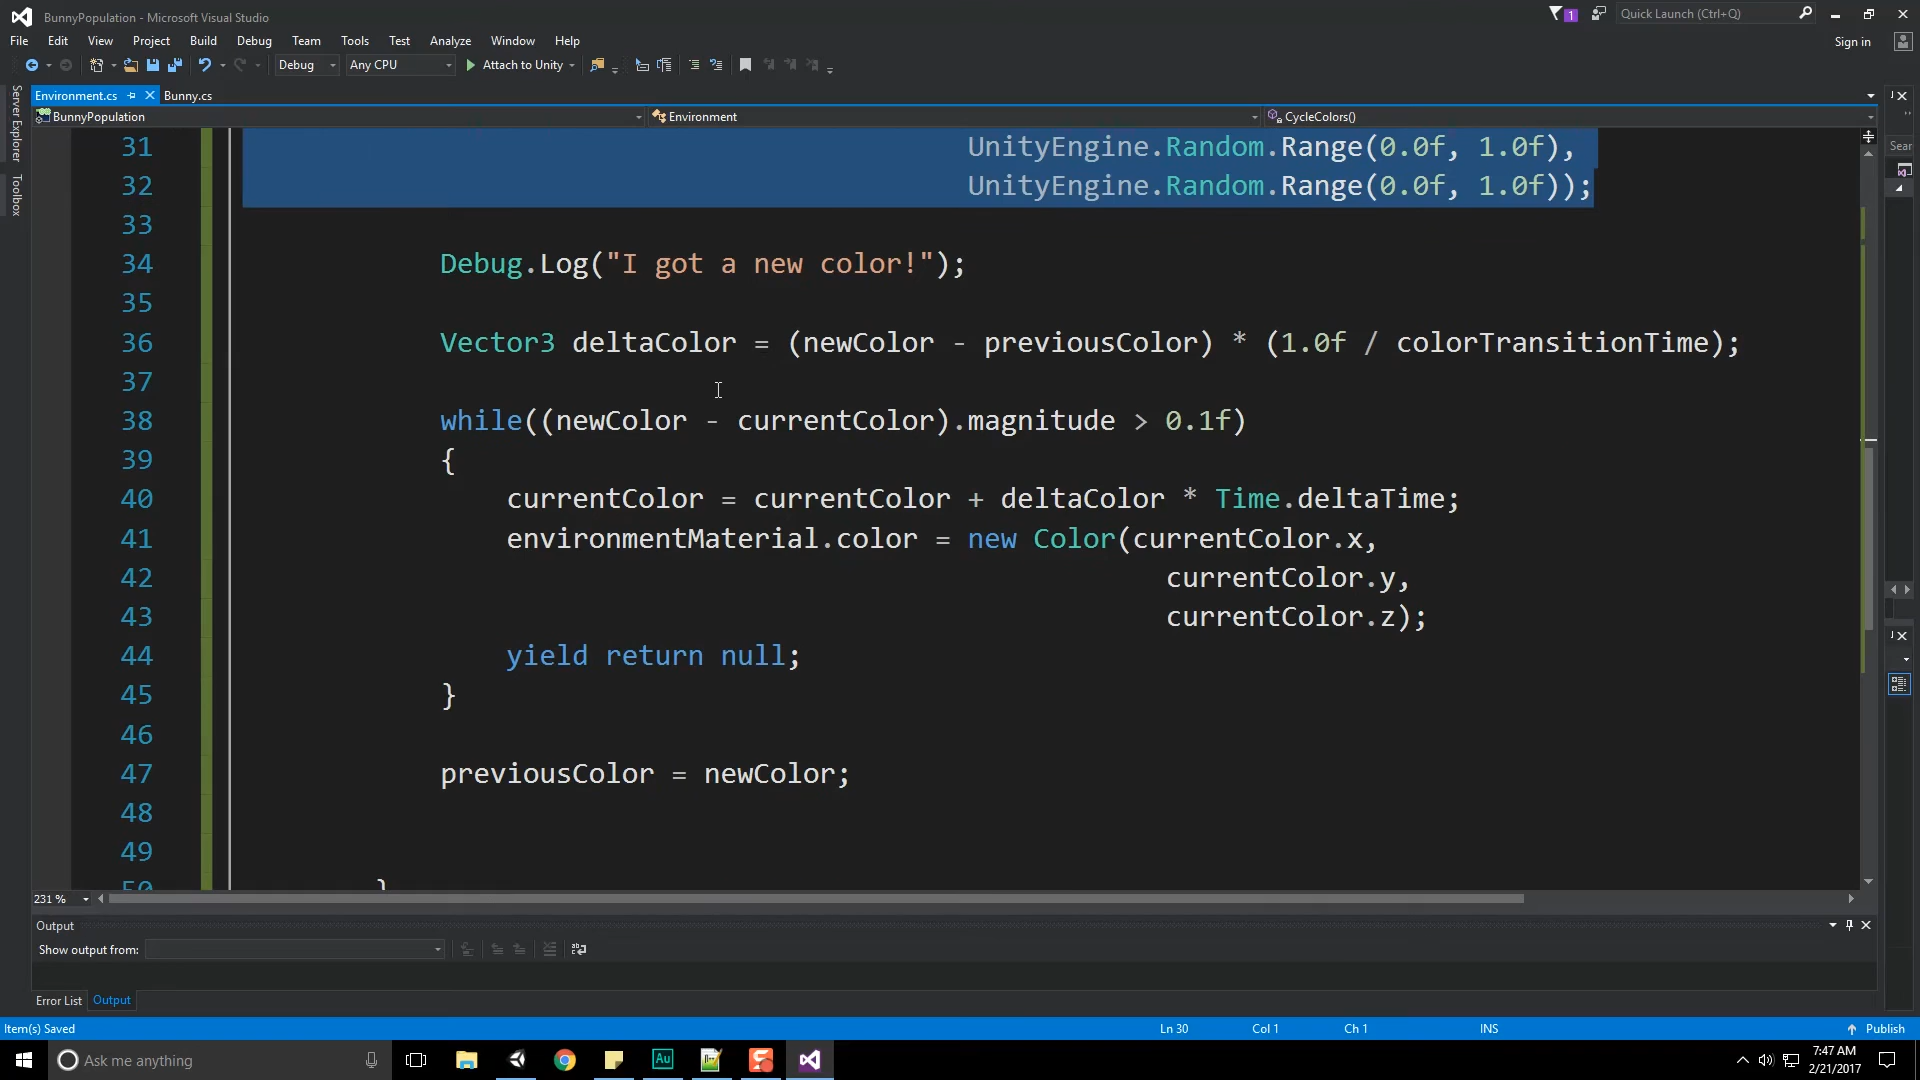 BunnyPopulation - Microsoft Visual Studio
1
Quick Launch (Ctrl+Q)
File Edit View Project Build Debug Team Tools Test Analyze Window Help
Sign in
Debug Any CPU Attach to Unity
Environment.cs Bunny.cs
BunnyPopulation Environment CycleColors()
Server Explorer
Toolbox
Sear
31 UnityEngine.Random.Range(0.0f, 1.0f),
32 UnityEngine.Random.Range(0.0f, 1.0f));
33
34 Debug.Log("I got a new color!");
35
36 Vector3 deltaColor = (newColor - previousColor) * (1.0f / colorTransitionTime);
37
38 while((newColor - currentColor).magnitude > 0.1f)
39 {
40 currentColor = currentColor + deltaColor * Time.deltaTime;
41 environmentMaterial.color = new Color(currentColor.x,
42 currentColor.y,
43 currentColor.z);
44 yield return null;
45 }
46
47 previousColor = newColor;
48
49
50 }
231 %
Output
Show output from:
Error List Output
Item(s) Saved Ln 30 Col 1 Ch 1 INS Publish
Ask me anything
Au
7:47 AM
2/21/2017